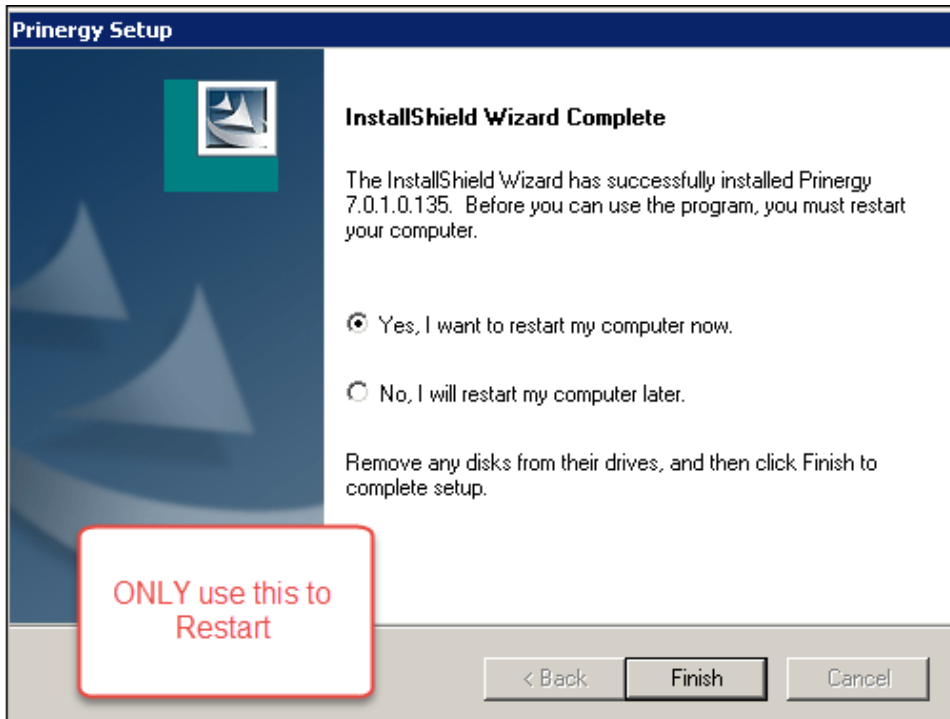 Prinergy Setup
InstallShield Wizard Complete
The InstallShield Wizard has successfully installed Prinergy
7.0.1.0.135.  Before you can use the program, you must restart
your computer.
Yes, I want to restart my computer now.
No, I will restart my computer later.
Remove any disks from their drives, and then click Finish to
complete setup.
ONLY use this to
Restart
< Back
Finish
Cancel